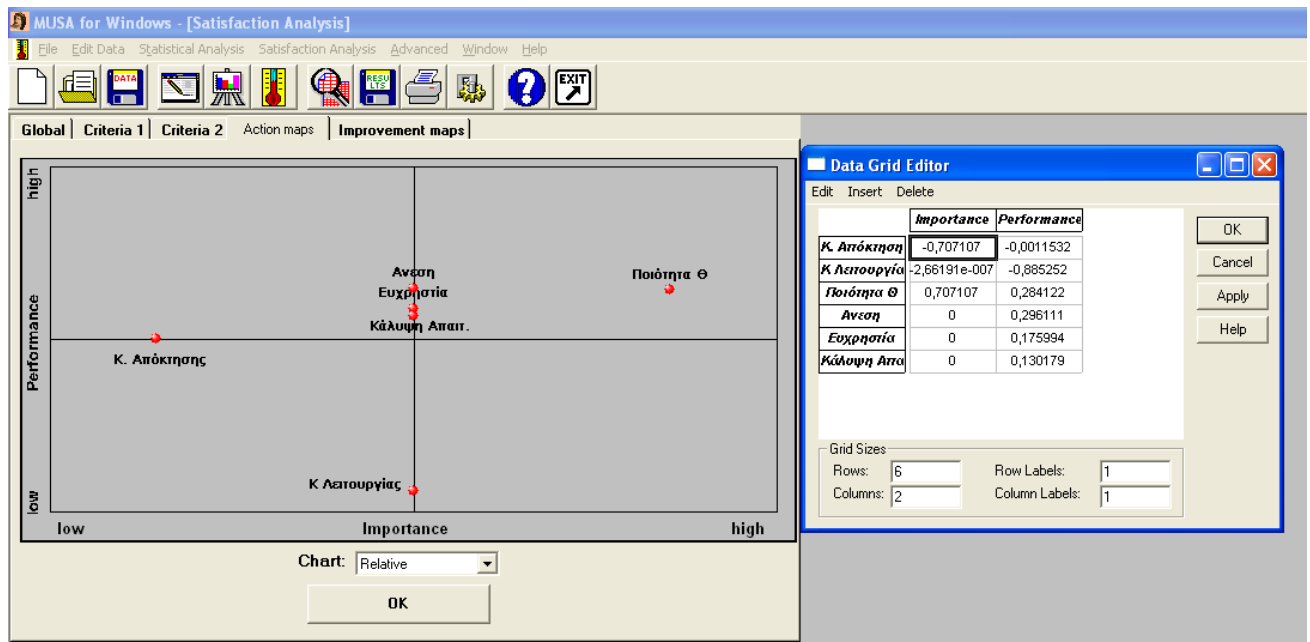 MUSA for Windows - [Satisfaction Analysis]
File Edit Data Statistical Analysis Satisfaction Analysis Advanced Window Help
DATA RESU LTS EXIT
Global Criteria 1 Criteria 2 Action maps Improvement maps
high
Performance
low
Ανεση
Ευχρηστία
Ποιότητα Θ
Κάλυψη Απαιτ.
Κ. Απόκτησης
Κ Λειτουργίας
low Importance high
Chart: Relative
OK
Data Grid Editor
Edit Insert Delete
Importance Performance
Κ. Απόκτηση -0,707107 -0,0011532
Κ Λειτουργία -2,66191e-007 -0,885252
Ποιότητα Θ 0,707107 0,284122
Ανεση 0 0,296111
Ευχρηστία 0 0,175994
Κάλυψη Απα 0 0,130179
OK
Cancel
Apply
Help
Grid Sizes
Rows: 6 Row Labels: 1
Columns: 2 Column Labels: 1